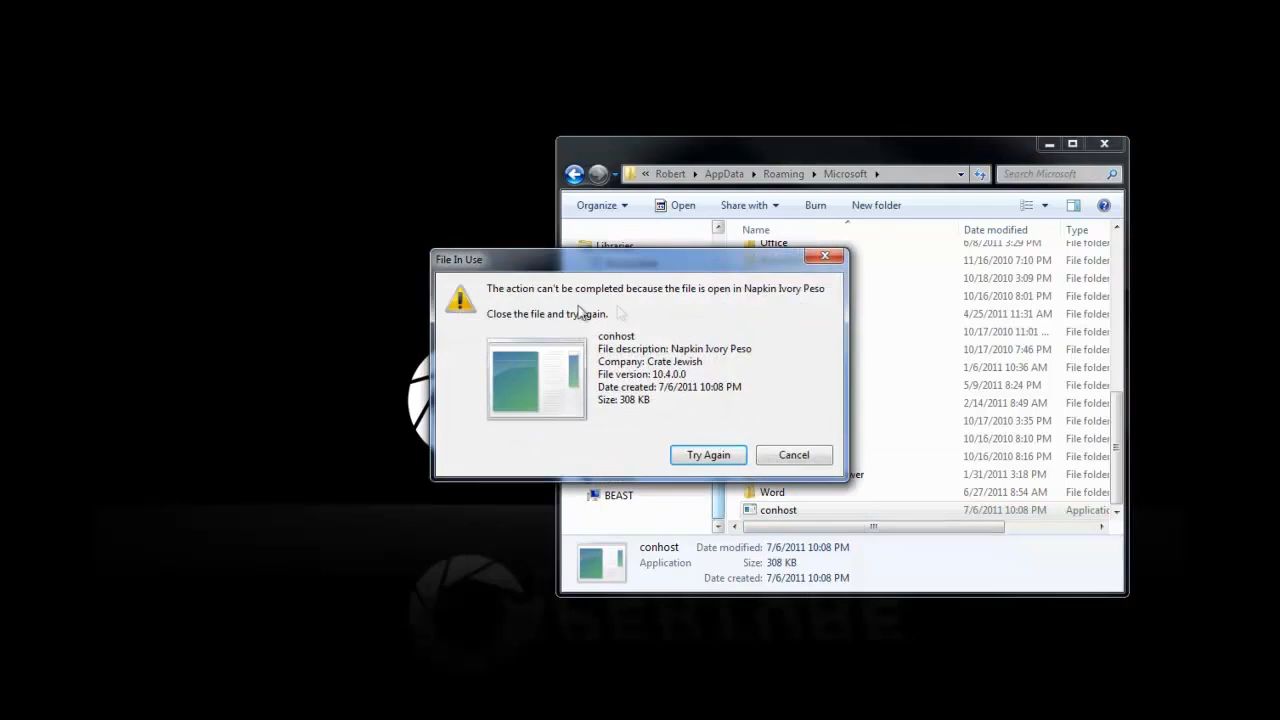 « Robert ▸ AppData ▸ Roaming ▸ Microsoft ▸
Search Microsoft
Organize
Open
Share with
Burn
New folder
Name
Date modified
Type
Libraries
Office
6/8/2011 3:29 PM File folder
11/16/2010 7:10 PM File folder
10/18/2010 3:09 PM File folder
10/16/2010 8:01 PM File folder
4/25/2011 11:31 AM File folder
10/17/2010 11:01 ... File folder
10/17/2010 7:46 PM File folder
1/6/2011 10:36 AM File folder
5/9/2011 8:24 PM File folder
2/14/2011 8:49 AM File folder
10/17/2010 3:35 PM File folder
10/16/2010 8:10 PM File folder
10/16/2010 8:06 PM File folder
wer 1/31/2011 3:18 PM File folder
BEAST
Word 6/27/2011 8:54 AM File folder
conhost 7/6/2011 10:08 PM Applicatic
File In Use
The action can't be completed because the file is open in Napkin Ivory Peso
Close the file and try again.
conhost
File description: Napkin Ivory Peso
Company: Crate Jewish
File version: 10.4.0.0
Date created: 7/6/2011 10:08 PM
Size: 308 KB
Try Again
Cancel
conhost Date modified: 7/6/2011 10:08 PM
Application Size: 308 KB
Date created: 7/6/2011 10:08 PM